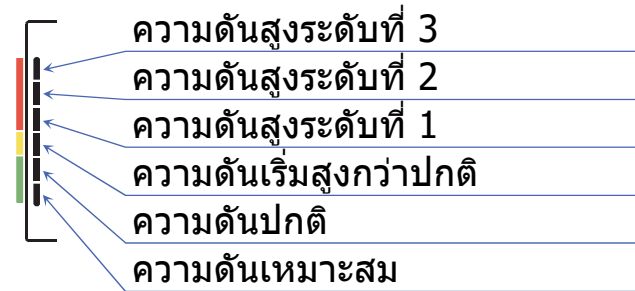 ความดันสูงระดับที่ 3
ความดันสูงระดับที่ 2
ความดันสูงระดับที่ 1
ความดันเริ่มสูงกว่าปกติ
ความดันปกติ
ความดันเหมาะสม